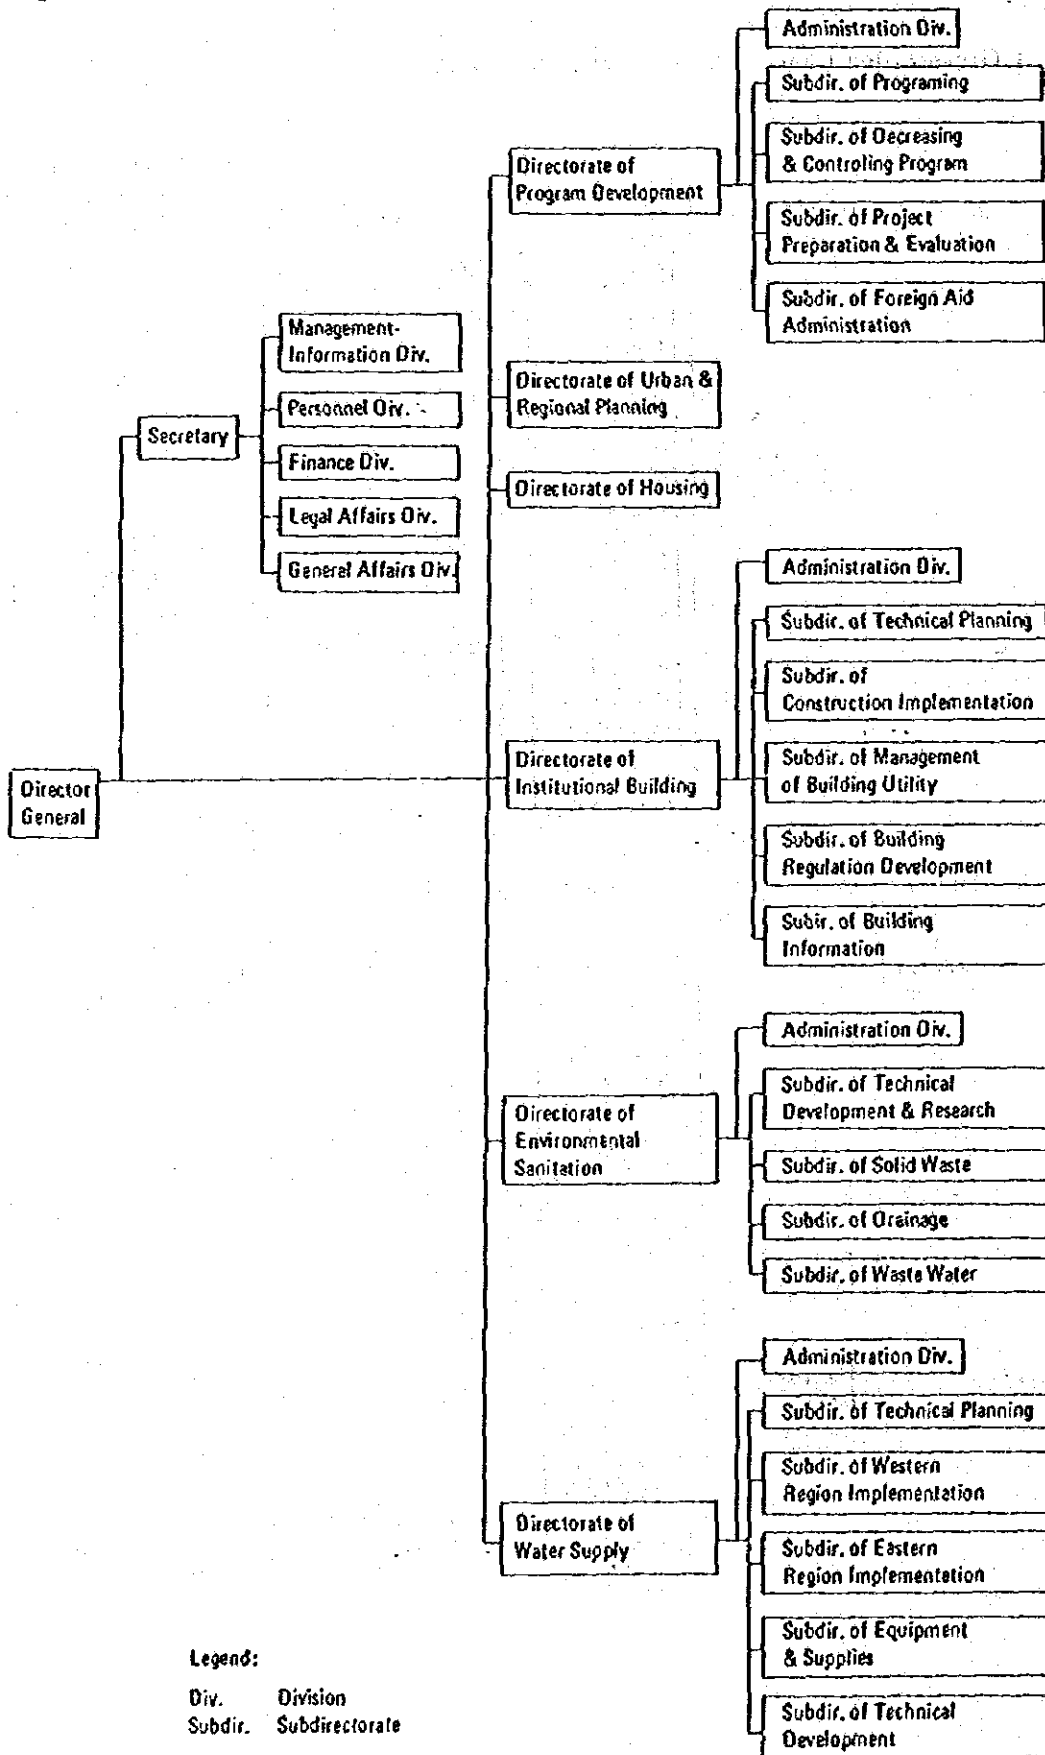 Administration Div.
Subdir. of Programing
Subdir. of Decreasing
& Controling Program
Directorate of
Program Development
Subdir. of Project
Preparation & Evaluation
Subdir. of Foreign Aid
Administration
Management-
Information Div.
Directorate of Urban &
Regional Planning
Personnel Div.
Secretary
Finance Div.
Directorate of Housing
Legal Affairs Div.
General Affairs Div.
Administration Div.
Subdir. of Technical Planning
Subdir. of
Construction Implementation
Directorate of
Institutional Building
Subdir. of Management
of Building Utility
Director
General
Subdir. of Building
Regulation Development
Subir. of Building
Information
Administration Div.
Subdir. of Technical
Development & Research
Directorate of
Environmental
Sanitation
Subdir. of Solid Waste
Subdir. of Drainage
Subdir. of Waste Water
Administration Div.
Subdir. of Technical Planning
Subdir. of Western
Region Implementation
Directorate of
Water Supply
Subdir. of Eastern
Region Implementation
Subdir. of Equipment
& Supplies
Subdir. of Technical
Development
Legend:
Div. Division
Subdir. Subdirectorate